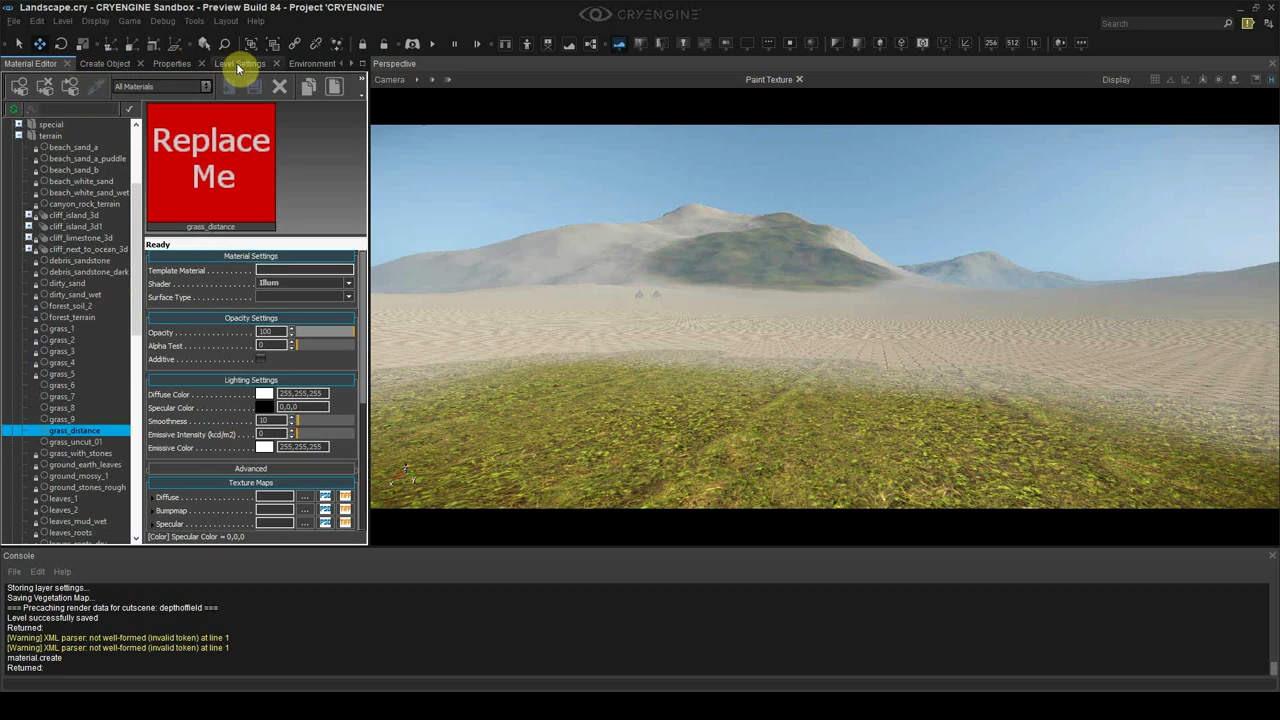 Landscape.cry - CRYENGINE Sandbox - Preview Build 84 - Project 'CRYENGINE'
CRYENGINE
File Edit Level Display Game Debug Tools Layout Help
Search
256 512 1k
Material Editor Create Object Properties Level Settings Environment
Perspective
All Materials
Camera
Paint Texture
Display
special
terrain
beach_sand_a
beach_sand_a_puddle
beach_sand_b
beach_white_sand
beach_white_sand_wet
canyon_rock_terrain
cliff_island_3d
cliff_island_3d1
cliff_limestone_3d
cliff_next_to_ocean_3d
debris_sandstone
debris_sandstone_dark
dirty_sand
dirty_sand_wet
forest_soil_2
forest_terrain
grass_1
grass_2
grass_3
grass_4
grass_5
grass_6
grass_7
grass_8
grass_9
grass_distance
grass_uncut_01
grass_with_stones
ground_earth_leaves
ground_mossy_1
ground_stones_rough
leaves_1
leaves_2
leaves_mud_wet
leaves_roots
Replace
Me
grass_distance
Ready
Material Settings
Template Material
Shader Illum
Surface Type
Opacity Settings
Opacity 100
Alpha Test 0
Additive
Lighting Settings
Diffuse Color 255,255,255
Specular Color 0,0,0
Smoothness 10
Emissive Intensity (kcd/m2) 0
Emissive Color 255,255,255
Advanced
Texture Maps
Diffuse ... PSD TIFF
Bumpmap ... PSD TIFF
Specular ... PSD TIFF
[Color] Specular Color = 0,0,0
Console
File Edit Help
Storing layer settings...
Saving Vegetation Map...
=== Precaching render data for cutscene: depthoffield ===
Level successfully saved
Returned:
[Warning] XML parser: not well-formed (invalid token) at line 1
[Warning] XML parser: not well-formed (invalid token) at line 1
material.create
Returned: